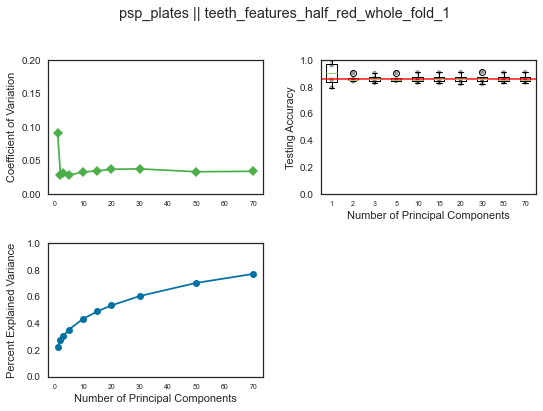 psp_plates || teeth_features_half_red_whole_fold_1
Coefficient of Variation
0.20
0.15
0.10
0.05
0.00
0 10 20 30 40 50 60 70
Testing Accuracy
1.0
0.8
0.6
0.4
0.2
0.0
1 2 3 5 10 15 20 30 50 70
Number of Principal Components
Percent Explained Variance
1.0
0.8
0.6
0.4
0.2
0.0
0 10 20 30 40 50 60 70
Number of Principal Components